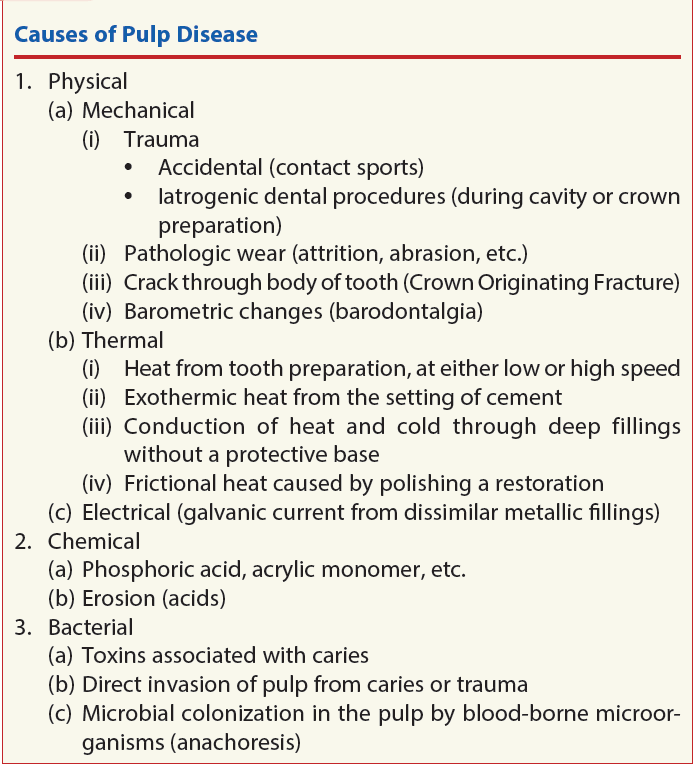 Causes of Pulp Disease
1. Physical
(a) Mechanical
(i) Trauma
• Accidental (contact sports)
• Iatrogenic dental procedures (during cavity or crown
preparation)
(ii) Pathologic wear (attrition, abrasion, etc.)
(iii) Crack through body of tooth (Crown Originating Fracture)
(iv) Barometric changes (barodontalgia)
(b) Thermal
(i) Heat from tooth preparation, at either low or high speed
(ii) Exothermic heat from the setting of cement
(iii) Conduction of heat and cold through deep fillings
without a protective base
(iv) Frictional heat caused by polishing a restoration
(c) Electrical (galvanic current from dissimilar metallic fillings)
2. Chemical
(a) Phosphoric acid, acrylic monomer, etc.
(b) Erosion (acids)
3. Bacterial
(a) Toxins associated with caries
(b) Direct invasion of pulp from caries or trauma
(c) Microbial colonization in the pulp by blood-borne microor-
ganisms (anachoresis)